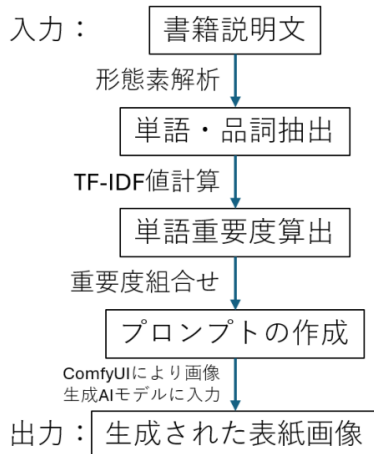 入力： 書籍説明文
形態素解析
単語・品詞抽出
TF-IDF値計算
単語重要度算出
重要度組合せ
プロンプトの作成
ComfyUIにより画像
生成AIモデルに入力
出力： 生成された表紙画像